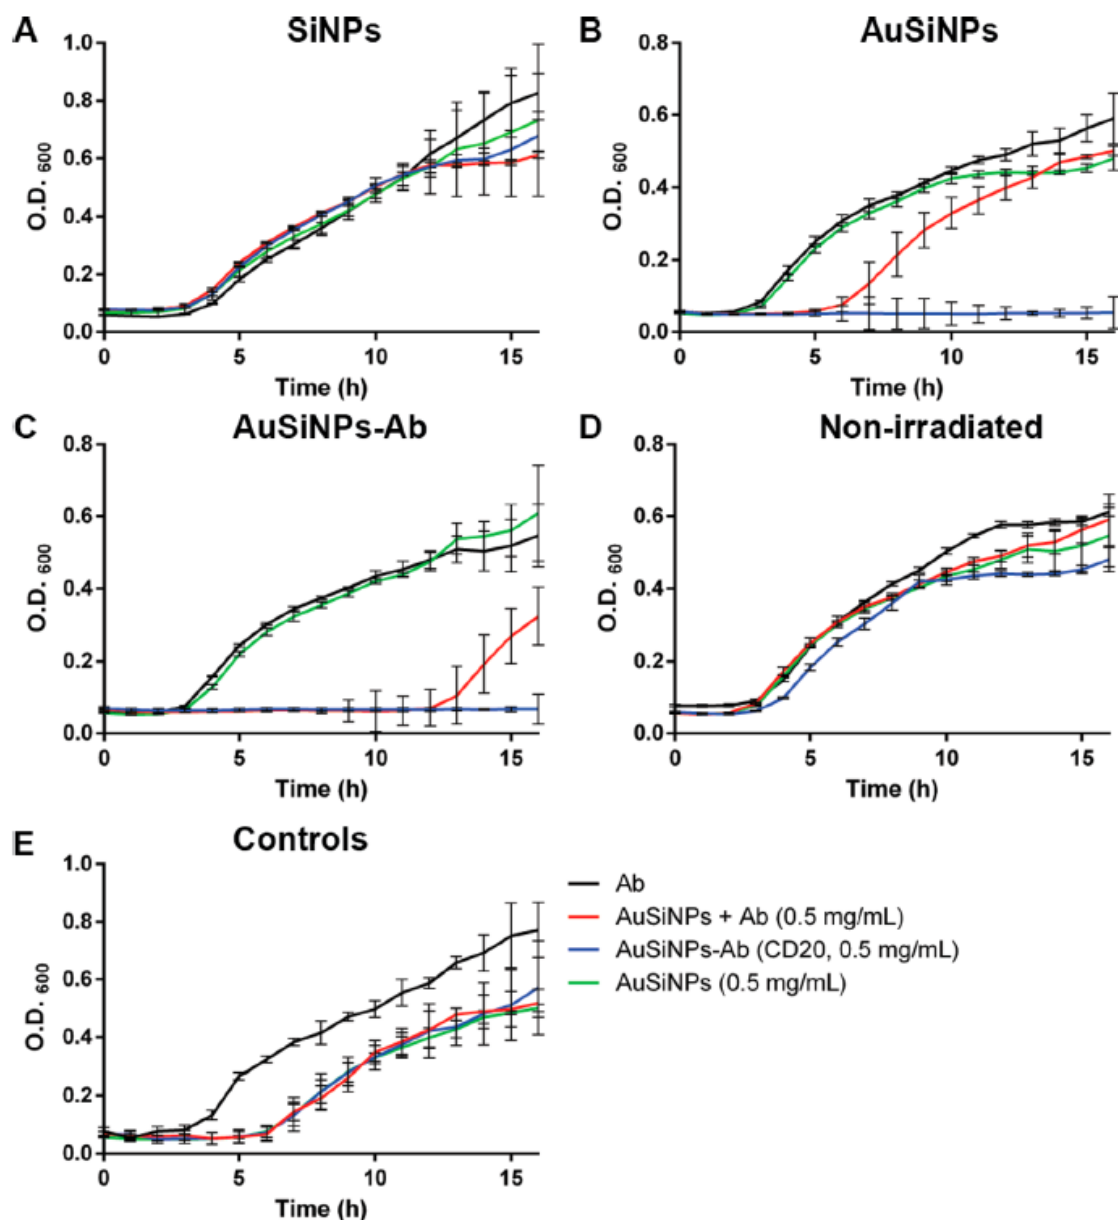 A
SiNPs
1.0
0.8
0.6
0.4
0.2
0.0
O.D. 600
0 5 10 15
Time (h)
B
AuSiNPs
0.8
0.6
0.4
0.2
0.0
O.D. 600
0 5 10 15
Time (h)
C
AuSiNPs-Ab
0.8
0.6
0.4
0.2
0.0
O.D. 600
0 5 10 15
Time (h)
D
Non-irradiated
0.8
0.6
0.4
0.2
0.0
O.D. 600
0 5 10 15
Time (h)
E
Controls
1.0
0.8
0.6
0.4
0.2
0.0
O.D. 600
0 5 10 15
Time (h)
Ab
AuSiNPs + Ab (0.5 mg/mL)
AuSiNPs-Ab (CD20, 0.5 mg/mL)
AuSiNPs (0.5 mg/mL)